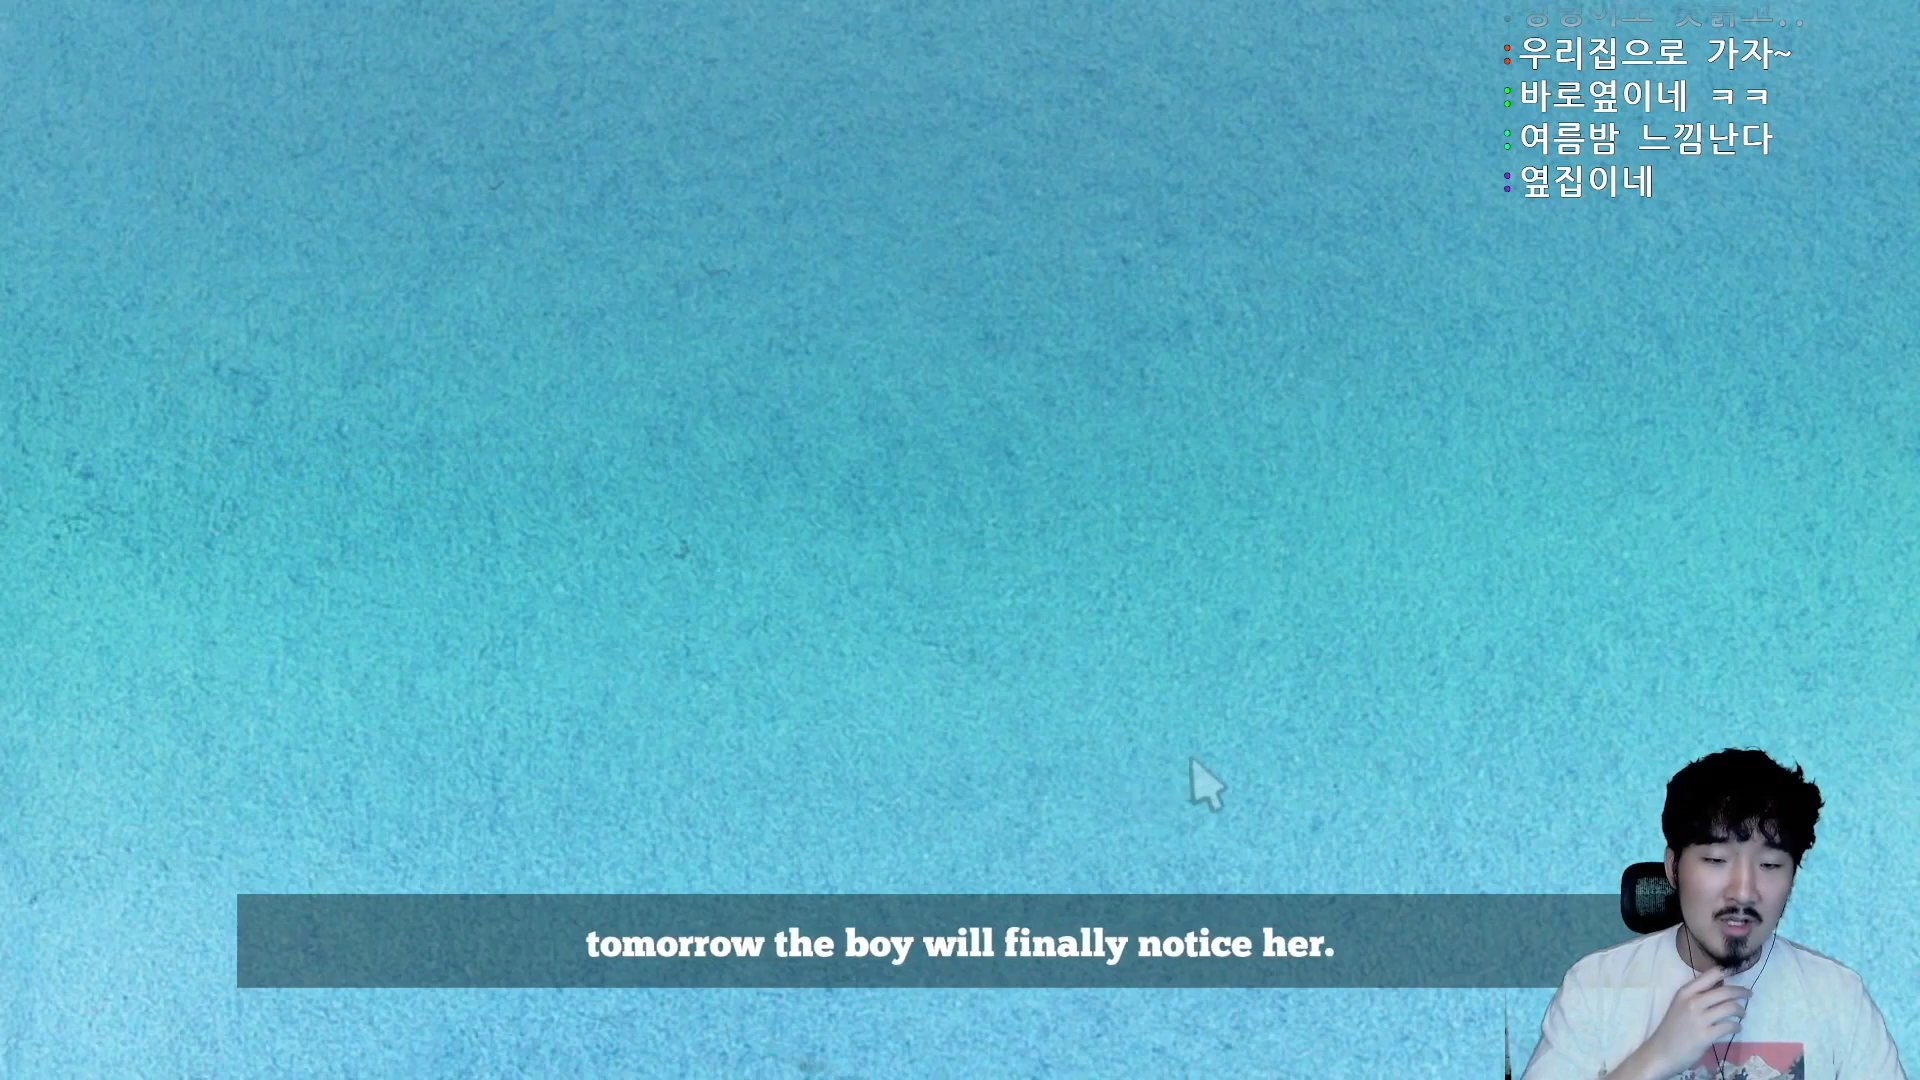 우리집으로 가자~
바로옆이네 ㅋㅋ
여름밤 느낌난다
옆집이네
tomorrow the boy will finally notice her.